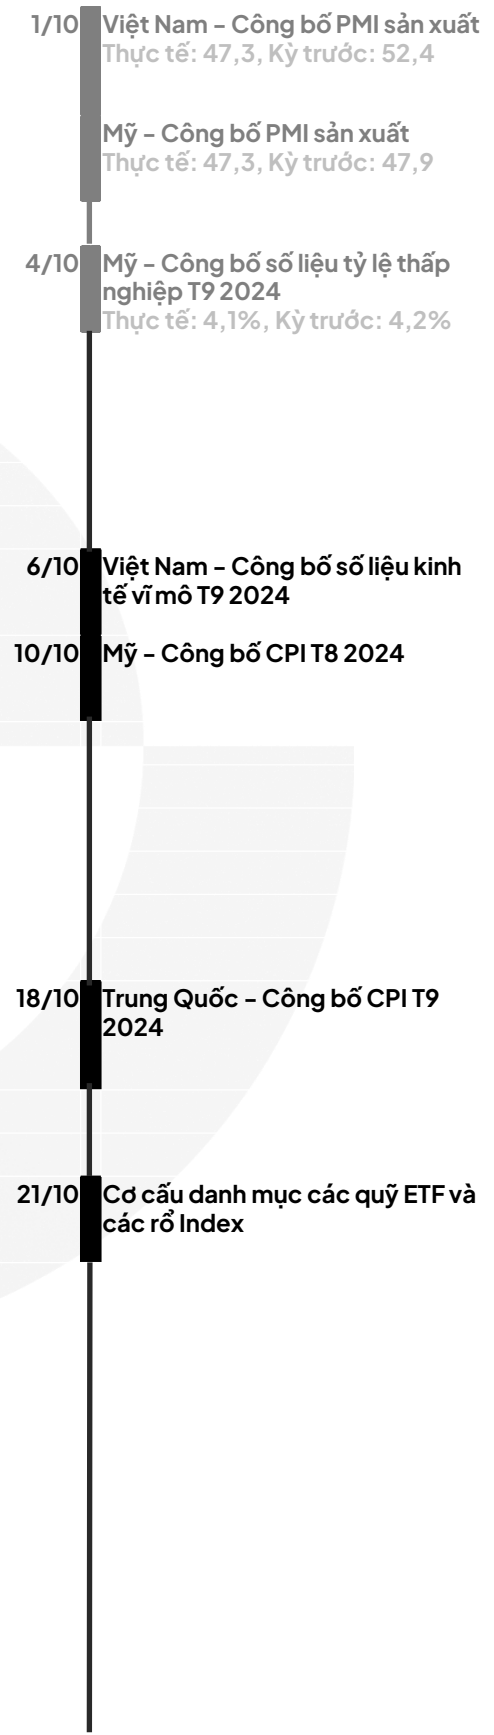 1/10 Việt Nam – Công bố PMI sản xuất
Thực tế: 47,3, Kỳ trước: 52,4
Mỹ – Công bố PMI sản xuất
Thực tế: 47,3, Kỳ trước: 47,9
4/10 Mỹ – Công bố số liệu tỷ lệ thấp
nghiệp T9 2024
Thực tế: 4,1%, Kỳ trước: 4,2%
6/10 Việt Nam – Công bố số liệu kinh
tế vĩ mô T9 2024
10/10 Mỹ – Công bố CPI T8 2024
18/10 Trung Quốc – Công bố CPI T9
2024
21/10 Cơ cấu danh mục các quỹ ETF và
các rổ Index